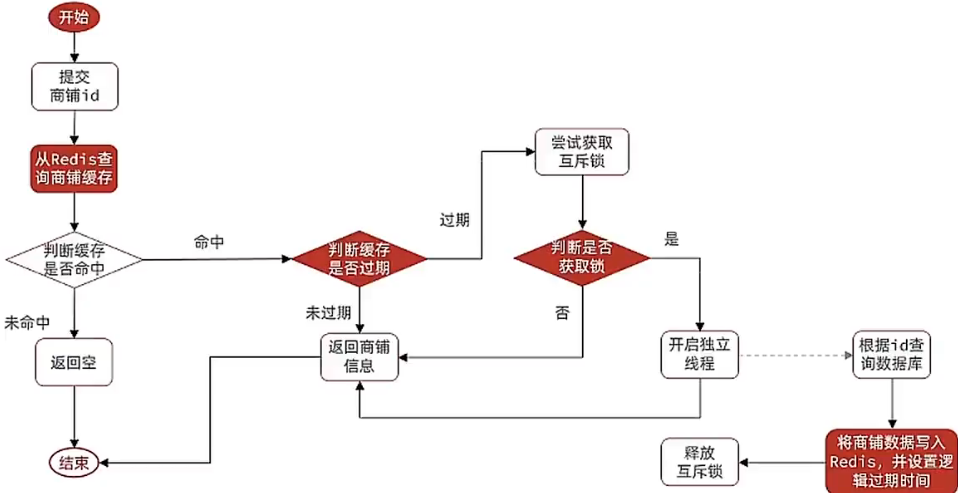 开始
提交
商铺id
从Redis查
询商铺缓存
判断缓存
是否命中
命中
未命中
返回空
结束
判断缓存
是否过期
过期
未过期
返回商铺
信息
尝试获取
互斥锁
判断是否
获取锁
是
否
开启独立
线程
根据id查
询数据库
将商铺数据写入
Redis，并设置逻
辑过期时间
释放
互斥锁